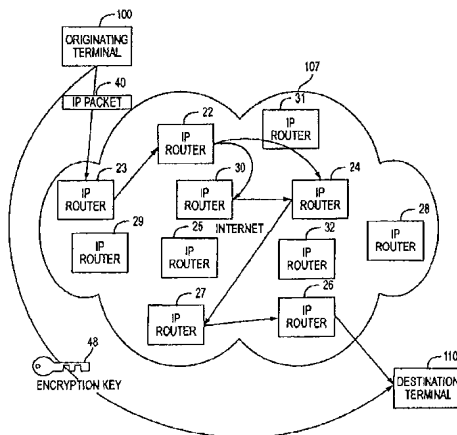 100
ORIGINATING
TERMINAL
40
IP PACKET
107
31
IP
ROUTER
22
IP
ROUTER
23
IP
ROUTER
30
IP
ROUTER
24
IP
ROUTER
29
IP
ROUTER
25
IP
ROUTER
INTERNET
32
IP
ROUTER
28
IP
ROUTER
27
IP
ROUTER
26
IP
ROUTER
48
ENCRYPTION KEY
110
DESTINATION
TERMINAL